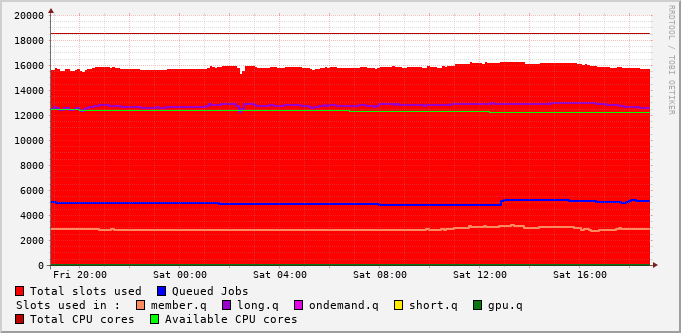 RRDTOOL / TOBI OETIKER
20000
18000
16000
14000
12000
10000
8000
6000
4000
2000
0
Fri 20:00 Sat 00:00 Sat 04:00 Sat 08:00 Sat 12:00 Sat 16:00
Total slots used Queued Jobs
Slots used in : member.q long.q ondemand.q short.q gpu.q
Total CPU cores Available CPU cores